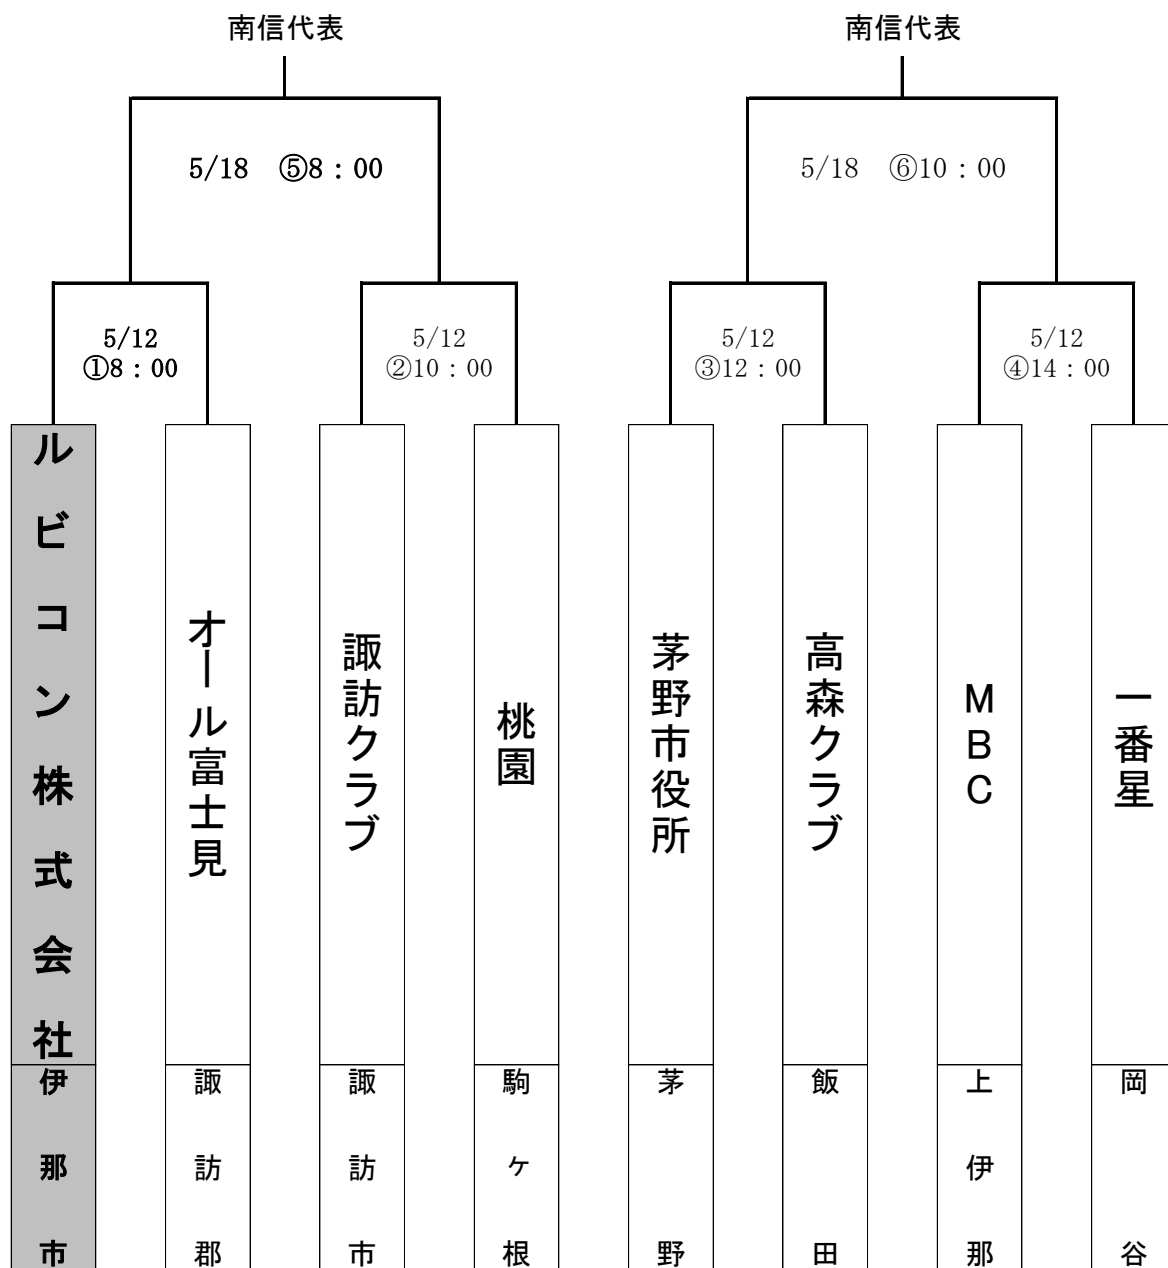 南信代表
南信代表
5/18 ⑤8：00
5/18 ⑥10：00
5/12
①8：00
5/12
②10：00
5/12
③12：00
5/12
④14：00
ルビコン株式会社
オール富士見
諏訪クラブ
桃園
茅野市役所
高森クラブ
MBC
一番星
伊那市
諏訪郡
諏訪市
駒ヶ根
茅野
飯田
上伊那
岡谷